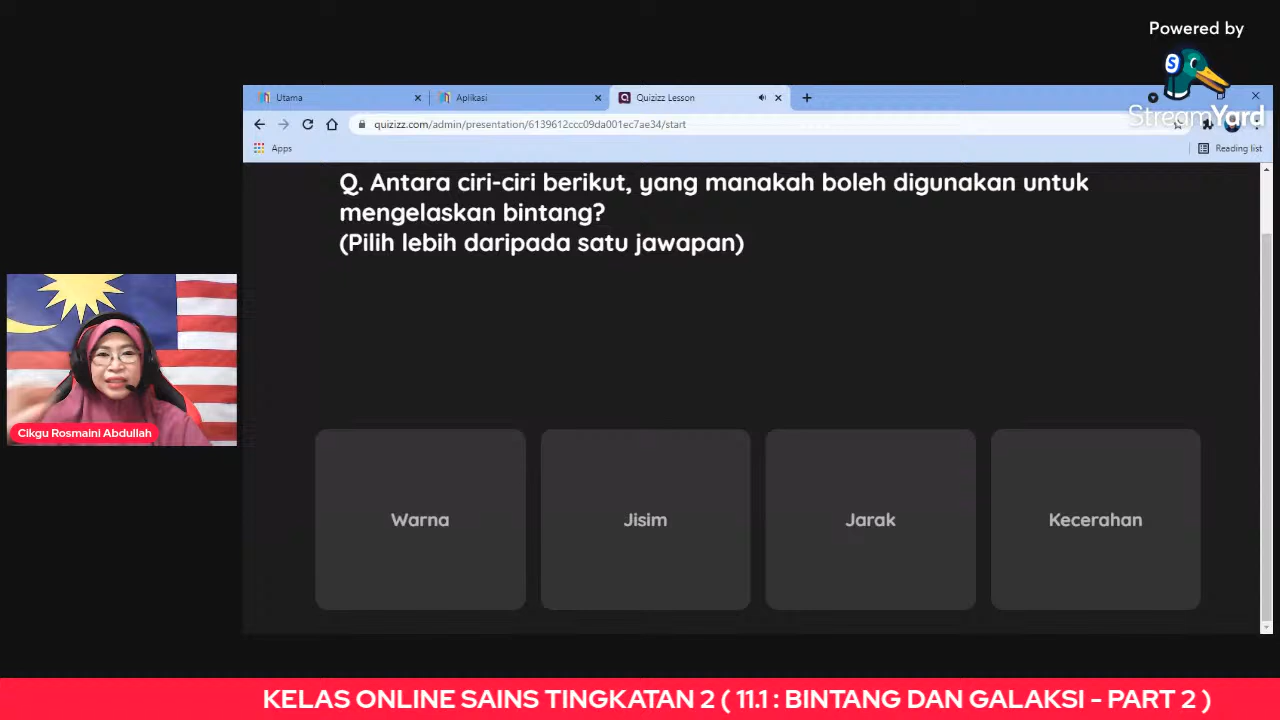 Powered by
S
StreamYard
Utama
Aplikasi
Quizizz Lesson
quizizz.com/admin/presentation/6139612ccc09da001ec7ae34/start
Apps
Reading list
Q. Antara ciri-ciri berikut, yang manakah boleh digunakan untuk
mengelaskan bintang?
(Pilih lebih daripada satu jawapan)
Cikgu Rosmaini Abdullah
Warna
Jisim
Jarak
Kecerahan
KELAS ONLINE SAINS TINGKATAN 2 ( 11.1 : BINTANG DAN GALAKSI - PART 2 )